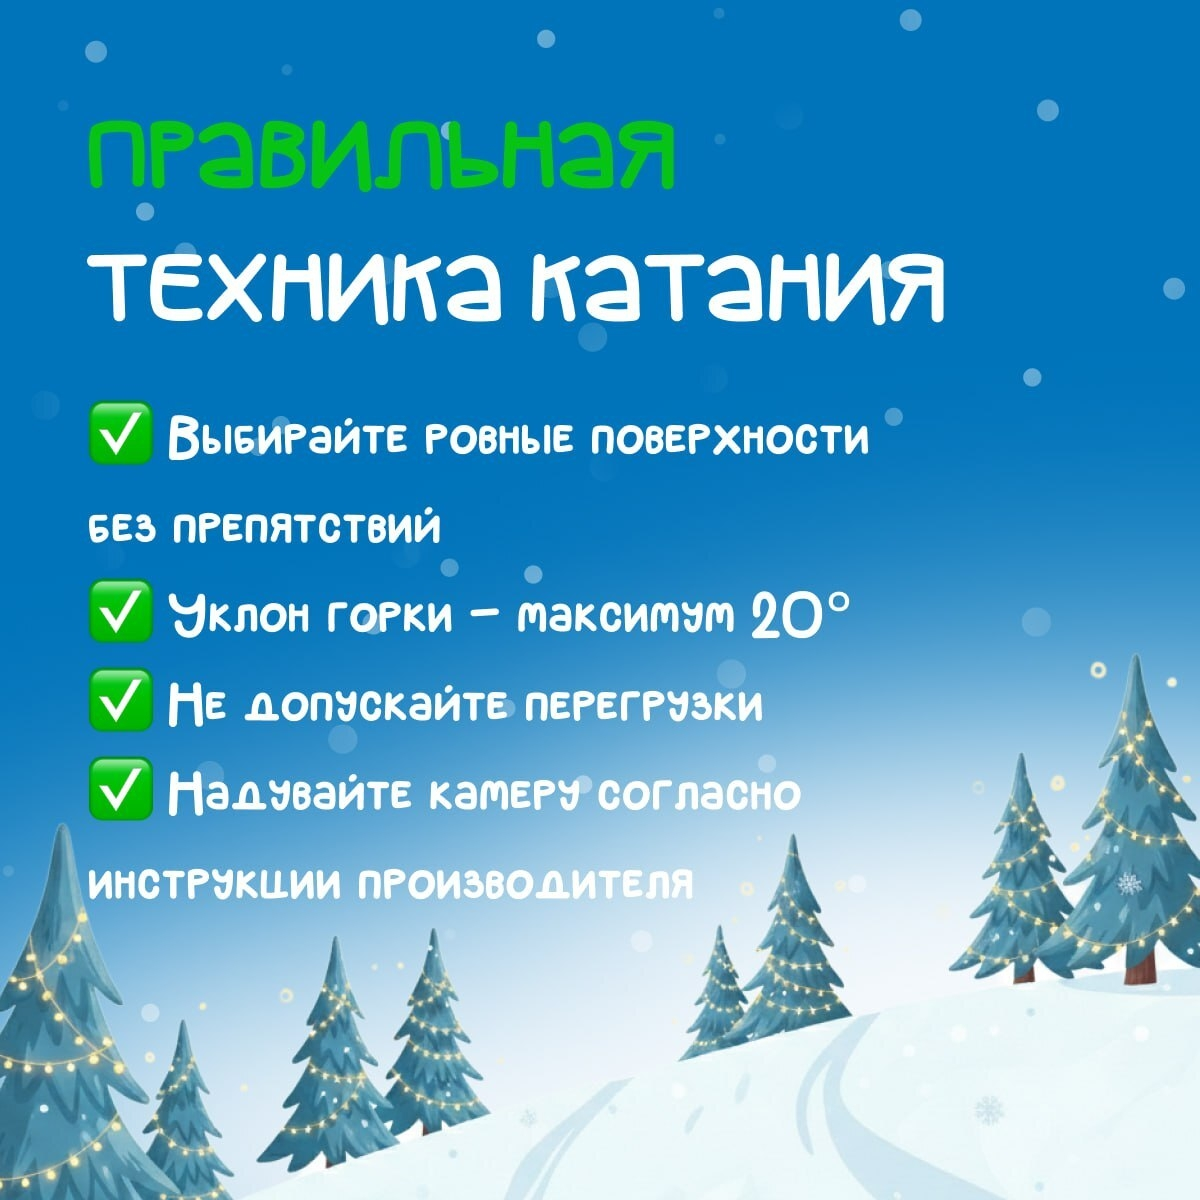 ПРАВИЛЬНАЯ
ТЕХНИКА КАТАНИЯ
✅ Выбирайте ровные поверхности
без препятствий
✅ Уклон горки – максимум 20°
✅ Не допускайте перегрузки
✅ Надувайте камеру согласно
инструкции производителя